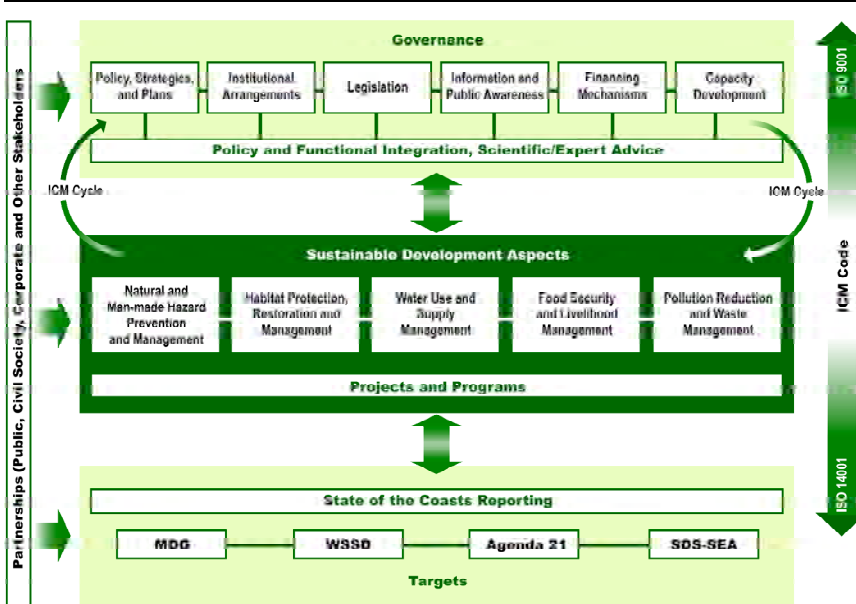 Governance
Policy, Strategies,
and Plans
Institutional
Arrangements
Legislation
Information and
Public Awareness
Financing
Mechanisms
Capacity
Development
Policy and Functional Integration, Scientific/Expert Advice
ICM Cycle
ICM Cycle
Sustainable Development Aspects
Natural and
Man-made Hazard
Prevention
and Management
Habitat Protection,
Restoration and
Management
Water Use and
Supply
Management
Food Security
and Livelihood
Management
Pollution Reduction
and Waste
Management
Projects and Programs
State of the Coasts Reporting
MDG
WSSD
Agenda 21
SDS-SEA
Targets
Partnerships (Public, Civil Society, Corporate and Other Stakeholders
ISO 9001
ICM Code
ISO 14001